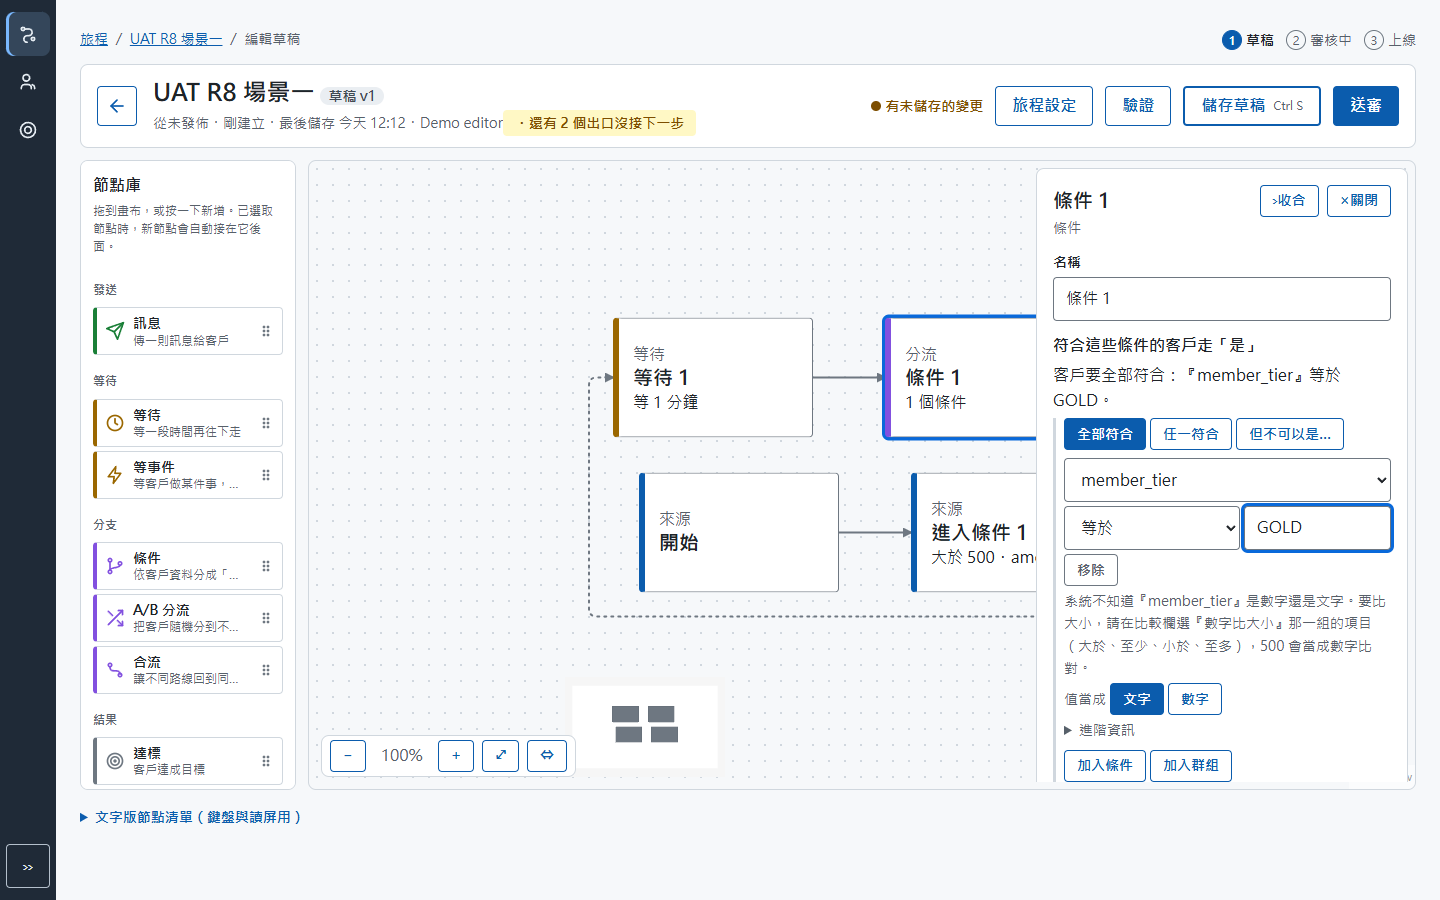 旅程 / UAT R8 場景一 / 編輯草稿
1 草稿 2 審核中 3 上線
UAT R8 場景一 草稿 v1
從未發佈・剛建立・最後儲存 今天 12:12・Demo editor ・還有 2 個出口沒接下一步
有未儲存的變更
旅程設定
驗證
儲存草稿 Ctrl S
送審
節點庫
拖到畫布，或按一下新增。已選取
節點時，新節點會自動接在它後
面。
發送
訊息
傳一則訊息給客戶
等待
等待
等一段時間再往下走
等事件
等客戶做某件事，...
分支
條件
依客戶資料分成「...
A/B 分流
把客戶隨機分到不...
合流
讓不同路線回到同...
結果
達標
客戶達成目標
等待
等待 1
等 1 分鐘
分流
條件 1
1 個條件
來源
開始
來源
進入條件 1
大於 500・am
− 100% +
條件 1
›收合
×關閉
條件
名稱
條件 1
符合這些條件的客戶走「是」
客戶要全部符合：『member_tier』等於
GOLD。
全部符合
任一符合
但不可以是...
member_tier
等於
GOLD
移除
系統不知道『member_tier』是數字還是文字。要比
大小，請在比較欄選『數字比大小』那一組的項目
（大於、至少、小於、至多），500 會當成數字比
對。
值當成 文字 數字
▶ 進階資訊
加入條件
加入群組
▶ 文字版節點清單（鍵盤與讀屏用）
»